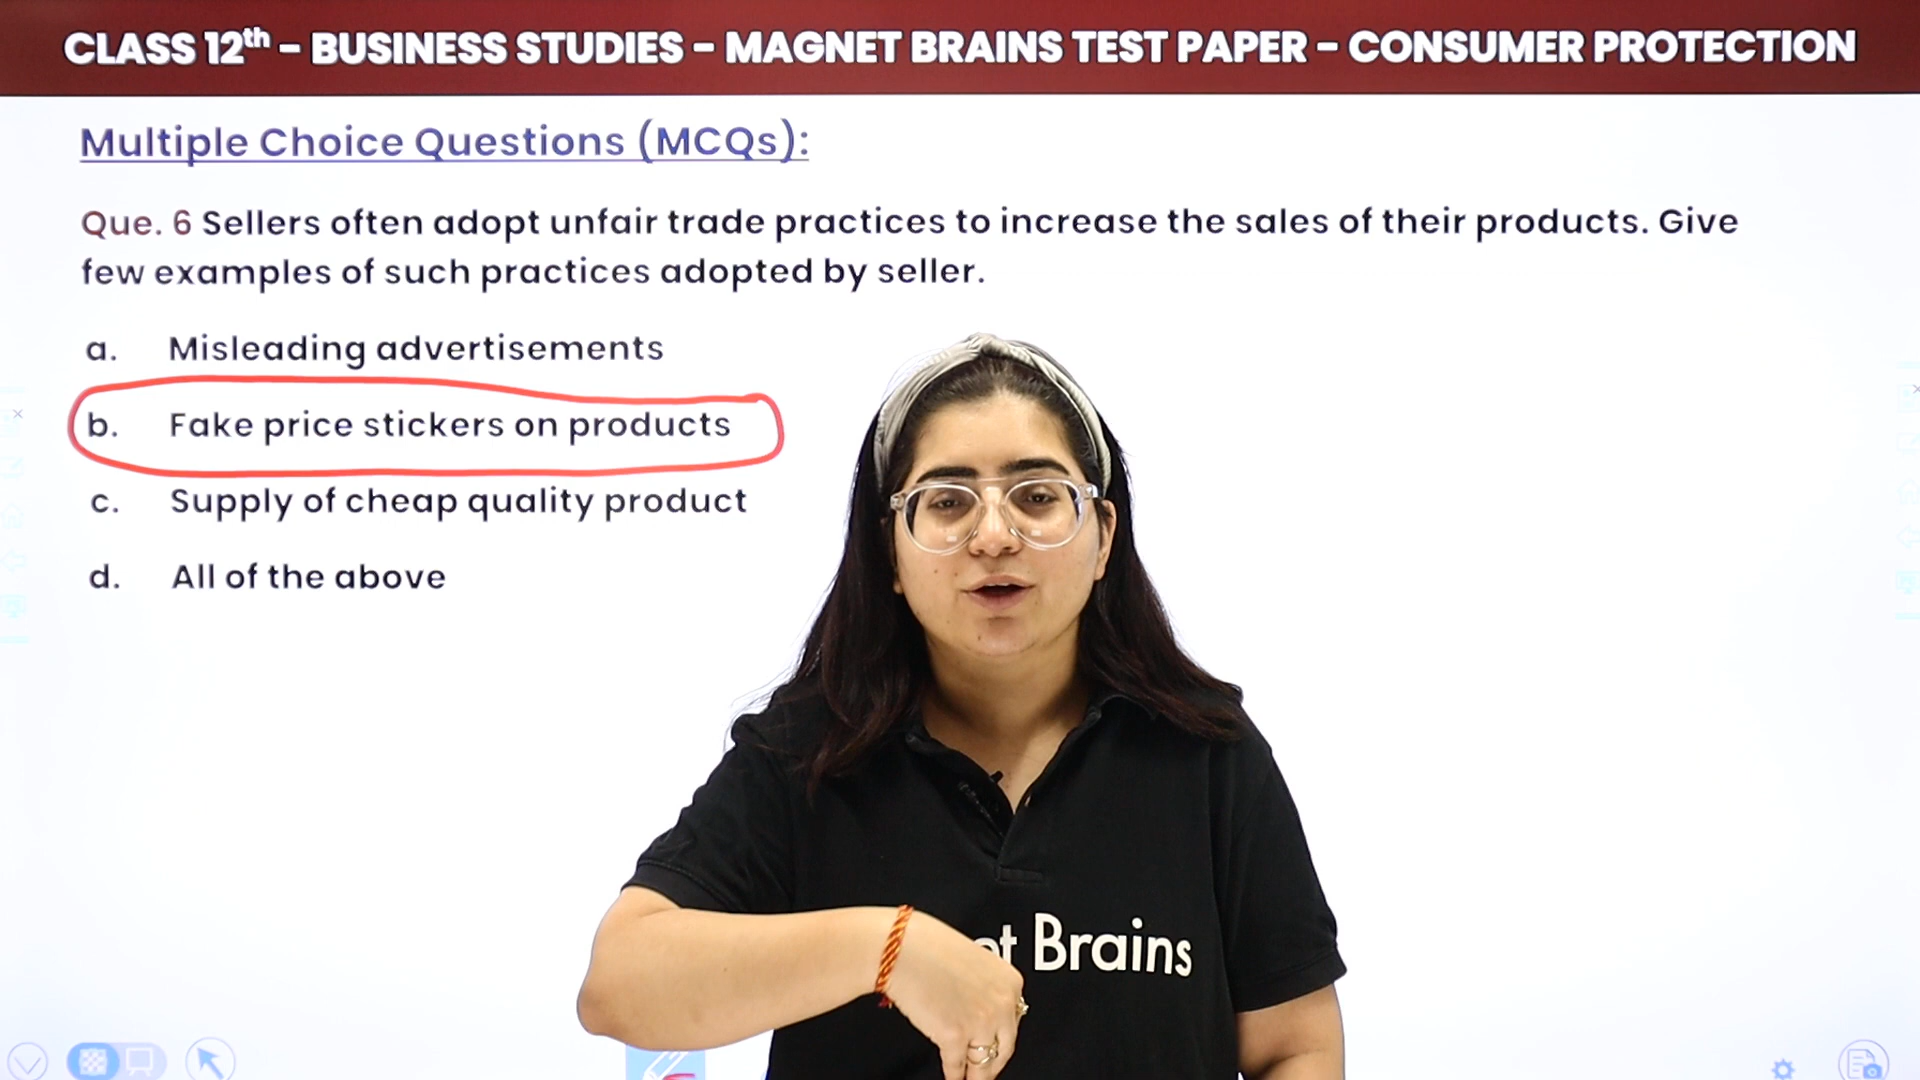 CLASS 12th – BUSINESS STUDIES – MAGNET BRAINS TEST PAPER – CONSUMER PROTECTION
Multiple Choice Questions (MCQs):
Que. 6 Sellers often adopt unfair trade practices to increase the sales of their products. Give
few examples of such practices adopted by seller.
a. Misleading advertisements
b. Fake price stickers on products
c. Supply of cheap quality product
d. All of the above
Brains